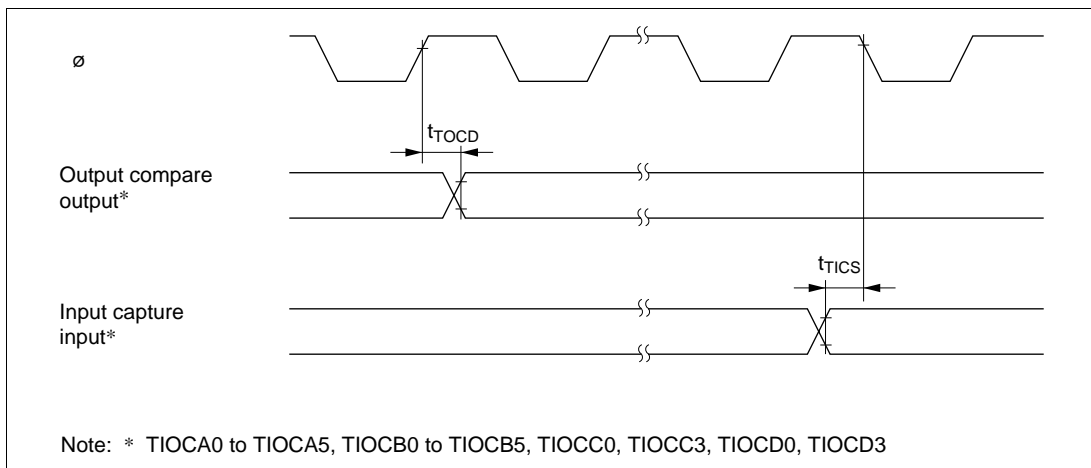 ø
tTOCD
Output compare
output*
tTICS
Input capture
input*
Note: * TIOCA0 to TIOCA5, TIOCB0 to TIOCB5, TIOCC0, TIOCC3, TIOCD0, TIOCD3